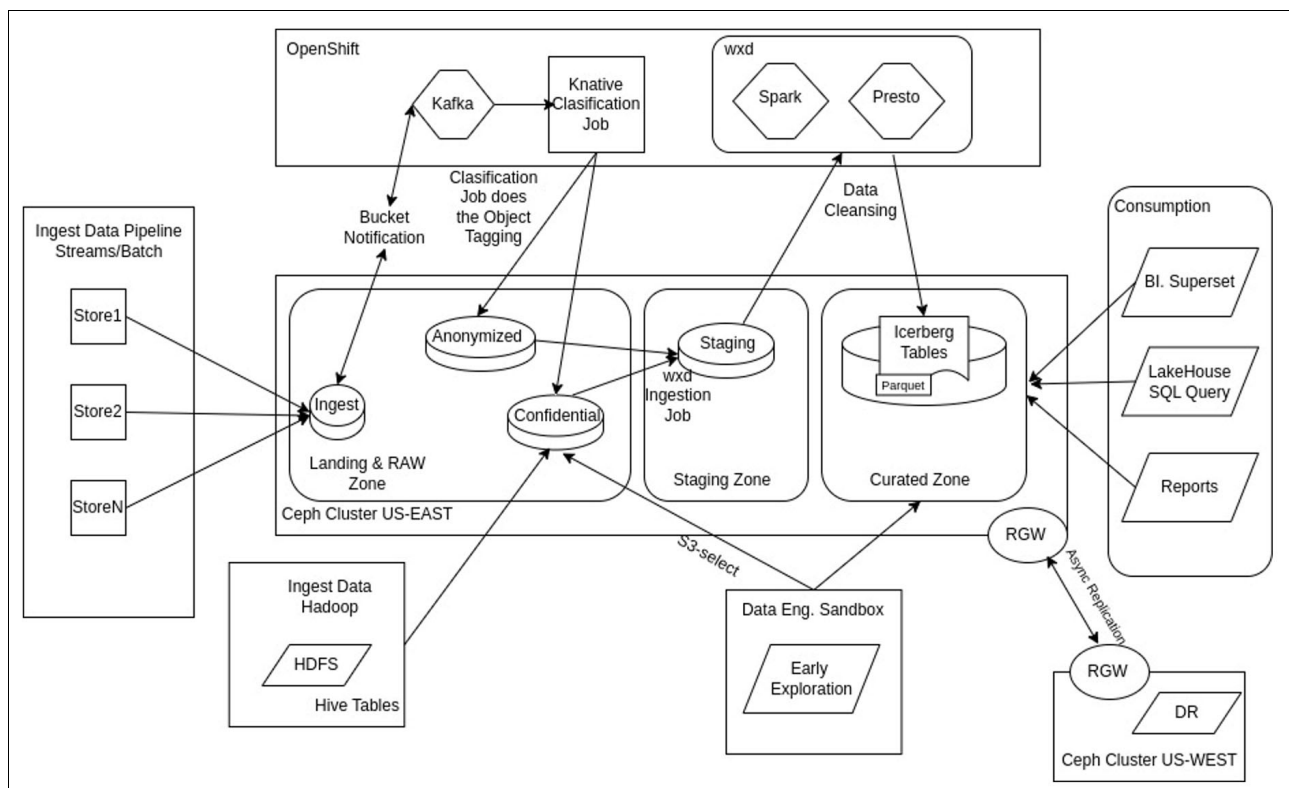 OpenShift
Kafka
Knative
Clasification
Job
wxd
Spark
Presto
Clasification
Job does
the Object
Tagging
Bucket
Notification
Data
Cleansing
Ingest Data Pipeline
Streams/Batch
Store1
Store2
StoreN
Anonymized
Ingest
Confidential
Landing & RAW
Zone
Ceph Cluster US-EAST
Staging
wxd
Ingestion
Job
Staging Zone
Icerberg
Tables
Parquet
Curated Zone
Consumption
BI. Superset
LakeHouse
SQL Query
Reports
RGW
Async Replication
S3-select
Ingest Data
Hadoop
HDFS
Hive Tables
Data Eng. Sandbox
Early
Exploration
RGW
DR
Ceph Cluster US-WEST